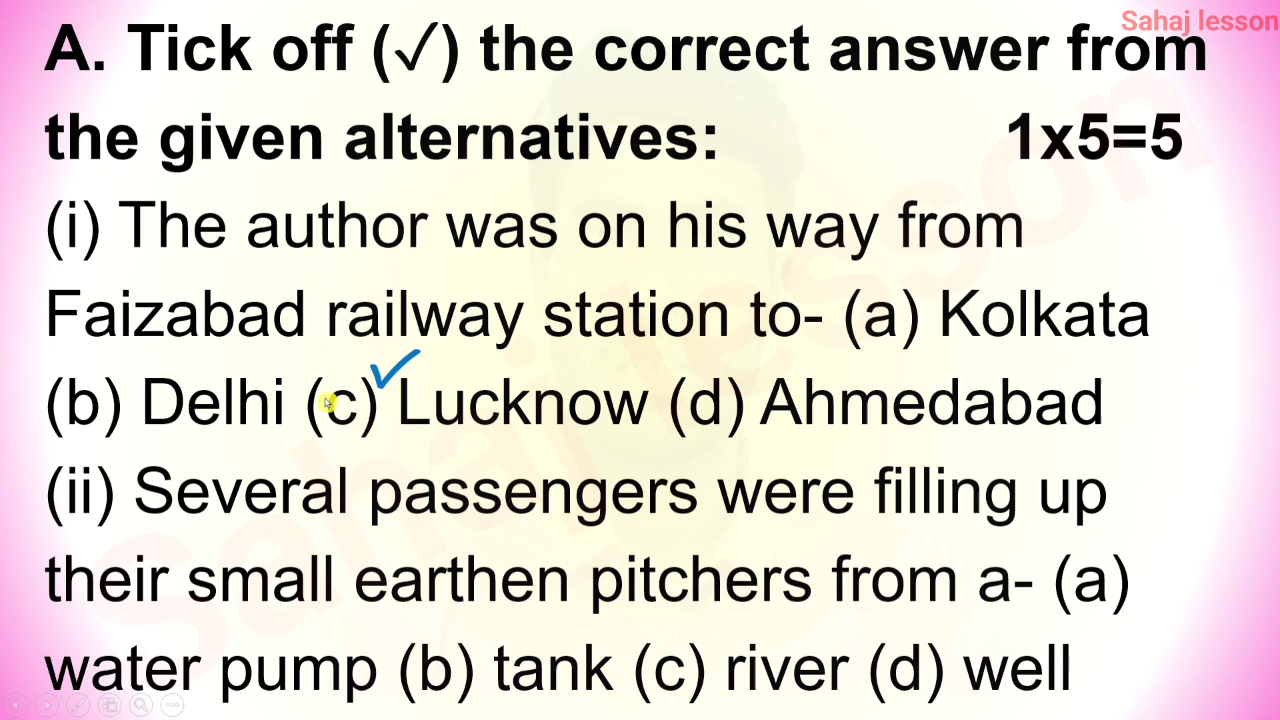 Sahaj lesson
A. Tick off (✓) the correct answer from
the given alternatives: 1x5=5
(i) The author was on his way from
Faizabad railway station to- (a) Kolkata
(b) Delhi (c) Lucknow (d) Ahmedabad
(ii) Several passengers were filling up
their small earthen pitchers from a- (a)
water pump (b) tank (c) river (d) well
Sahaj lesson